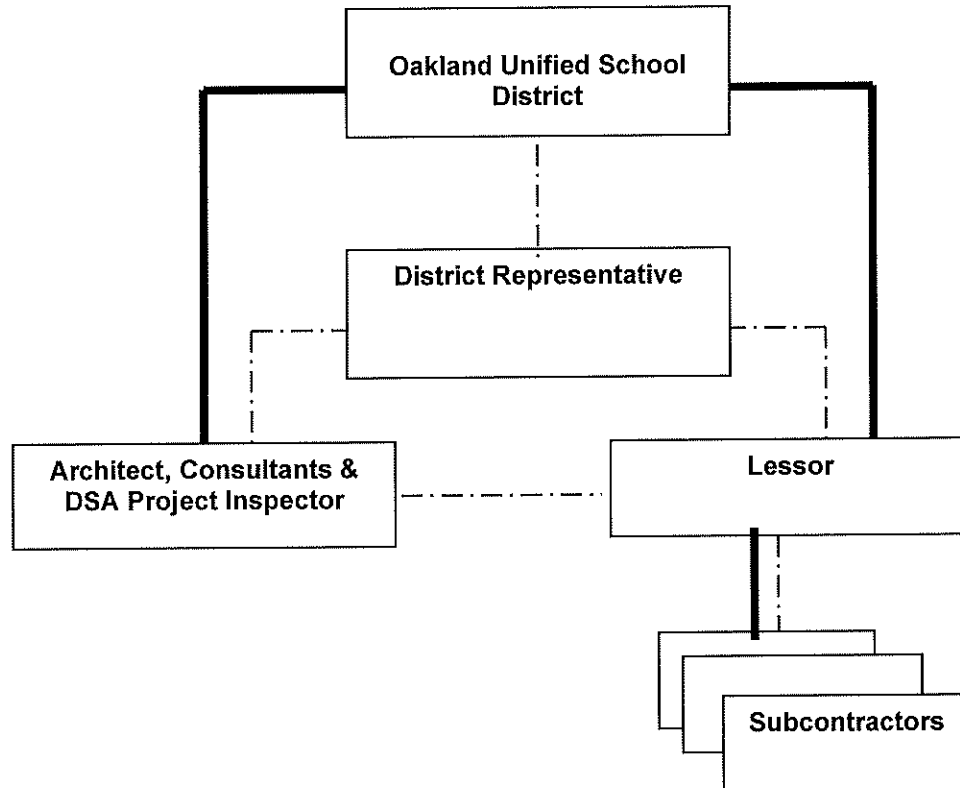 Oakland Unified School
District
District Representative
Architect, Consultants &
DSA Project Inspector
Lessor
Subcontractors